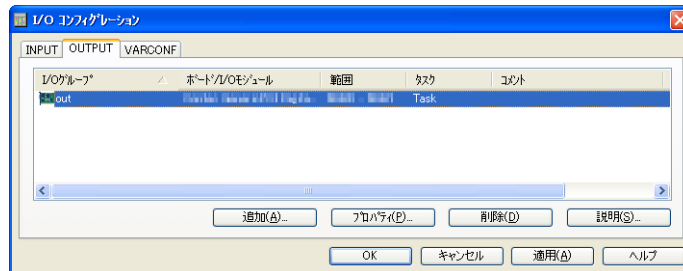 I/O ｺﾝﾌｨｸﾞﾚｰｼｮﾝ
INPUT OUTPUT VARCONF
I/Oｸﾞﾙｰﾌﾟ ﾎﾞｰﾄﾞ/I/Oﾓｼﾞｭｰﾙ 範囲 ﾀｽｸ ｺﾒﾝﾄ
out Task
追加(A)... ﾌﾟﾛﾊﾟﾃｨ(P)... 削除(D) 説明(S)...
OK ｷｬﾝｾﾙ 適用(A) ﾍﾙﾌﾟ